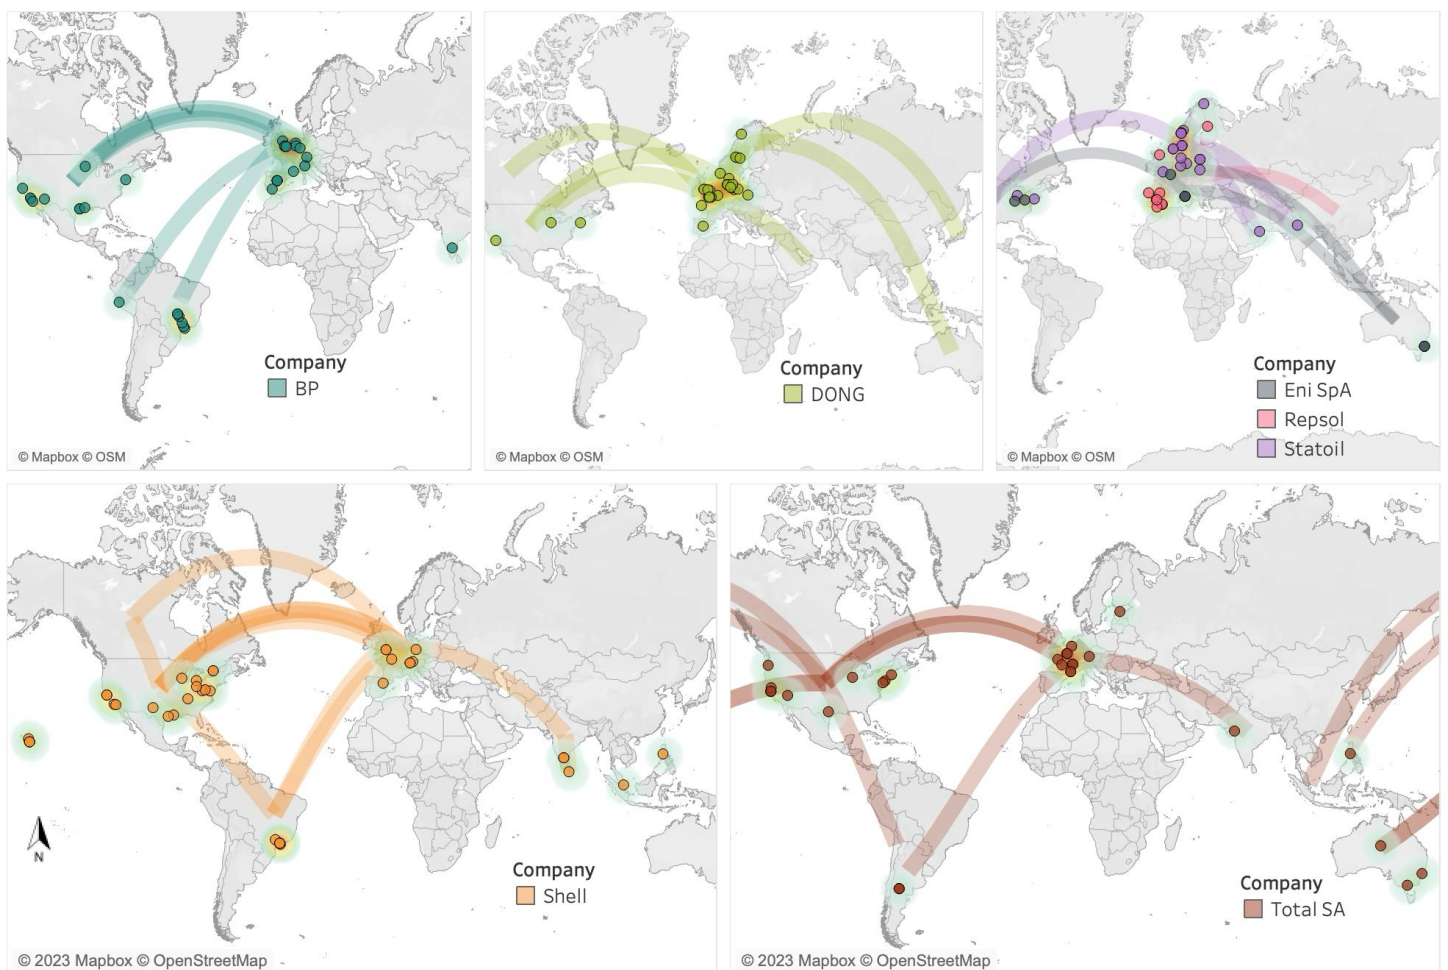 Company
BP
© Mapbox © OSM
Company
DONG
© Mapbox © OSM
Company
Eni SpA
Repsol
Statoil
© Mapbox © OSM
N
Company
Shell
© 2023 Mapbox © OpenStreetMap
Company
Total SA
© 2023 Mapbox © OpenStreetMap